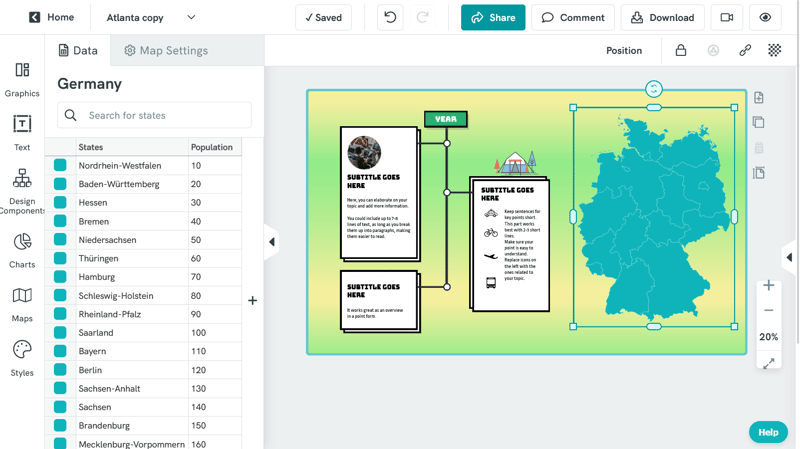 Home
Atlanta copy
✓ Saved
Share
Comment
Download
Data
Map Settings
Position
Graphics
Text
Design
Components
Charts
Maps
Styles
Germany
Search for states
States Population
Nordrhein-Westfalen 10
Baden-Württemberg 20
Hessen 30
Bremen 40
Niedersachsen 50
Thüringen 60
Hamburg 70
Schleswig-Holstein 80
Rheinland-Pfalz 90
Saarland 100
Bayern 110
Berlin 120
Sachsen-Anhalt 130
Sachsen 140
Brandenburg 150
Mecklenburg-Vorpommern 160
YEAR
SUBTITLE GOES
HERE
Here, you can elaborate on your
topic and add more information.
You could include up to 7-8
lines of text, as long as you break
them up into paragraphs, making
them easier to read.
SUBTITLE GOES
HERE
It works great as an overview
in a point form.
SUBTITLE GOES
HERE
Keep sentences for
key points short.
This part works
best with 2-3 short
lines.
Make sure your
point is easy to
understand.
Replace icons on
the left with the
ones related to
your topic.
20%
Help